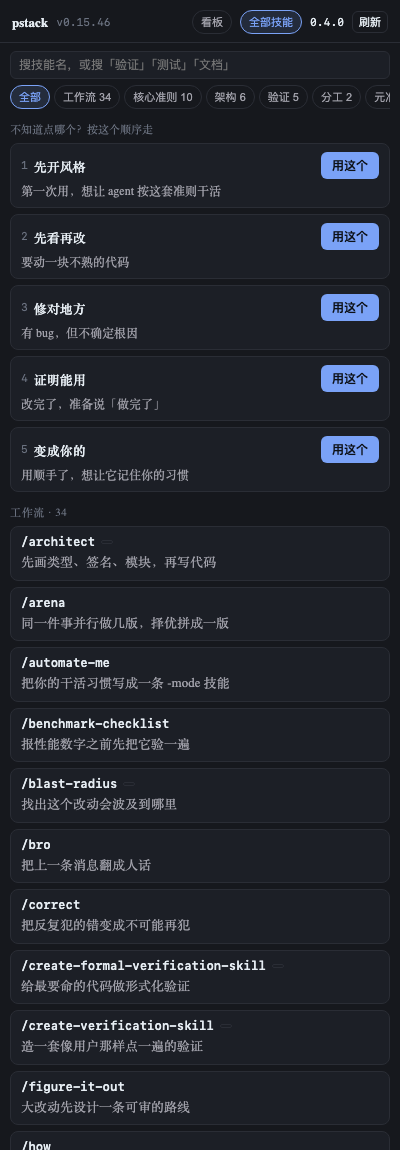 pstack v0.15.46 看板 全部技能 0.4.0 刷新
搜技能名，或搜「验证」「测试」「文档」
全部 工作流 34 核心准则 10 架构 6 验证 5 分工 2
不知道点哪个？按这个顺序走
1 先开风格 用这个
第一次用，想让 agent 按这套准则干活
2 先看再改 用这个
要动一块不熟的代码
3 修对地方 用这个
有 bug，但不确定根因
4 证明能用 用这个
改完了，准备说「做完了」
5 变成你的 用这个
用顺手了，想让它记住你的习惯
工作流 · 34
/architect
先画类型、签名、模块，再写代码
/arena
同一件事并行做几版，择优拼成一版
/automate-me
把你的干活习惯写成一条 -mode 技能
/benchmark-checklist
报性能数字之前先把它验一遍
/blast-radius
找出这个改动会波及到哪里
/bro
把上一条消息翻成人话
/correct
把反复犯的错变成不可能再犯
/create-formal-verification-skill
给最要命的代码做形式化验证
/create-verification-skill
造一套像用户那样点一遍的验证
/figure-it-out
大改动先设计一条可审的路线
/how